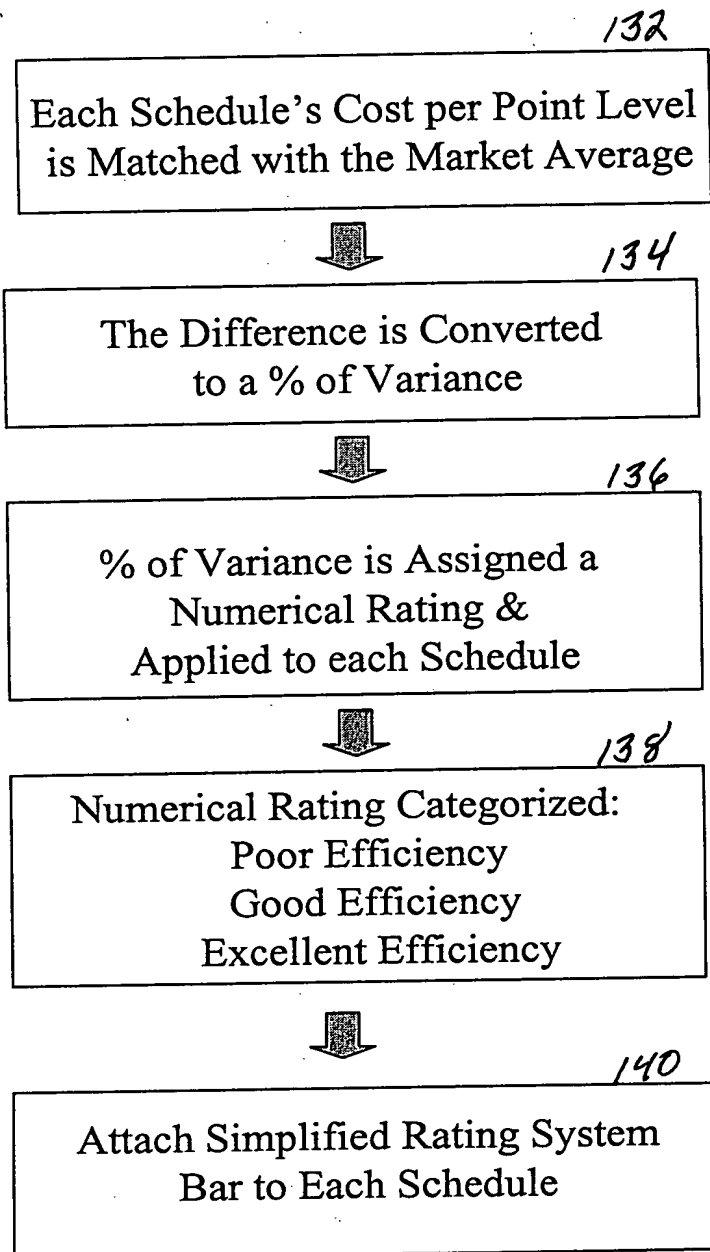 132
Each Schedule's Cost per Point Level
is Matched with the Market Average
134
The Difference is Converted
to a % of Variance
136
% of Variance is Assigned a
Numerical Rating &
Applied to each Schedule
138
Numerical Rating Categorized:
Poor Efficiency
Good Efficiency
Excellent Efficiency
140
Attach Simplified Rating System
Bar to Each Schedule